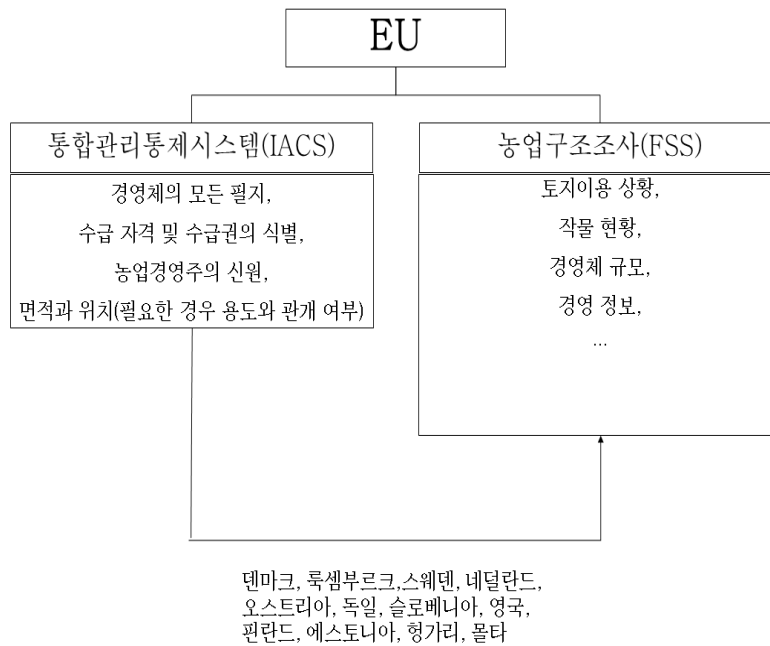 EU
통합관리통제시스템(IACS)
경영체의 모든 필지,
수급 자격 및 수급권의 식별,
농업경영주의 신원,
면적과 위치(필요한 경우 용도와 관개 여부)
농업구조조사(FSS)
토지이용 상황,
작물 현황,
경영체 규모,
경영 정보,
...
덴마크, 룩셈부르크,스웨덴, 네덜란드,
오스트리아, 독일, 슬로베니아, 영국,
핀란드, 에스토니아, 헝가리, 몰타